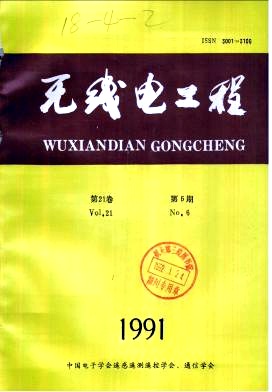 18-4-2
ISSN 3001-3106
无线电工程
WUXIANDIAN GONGCHENG
第21卷 第6期
Vol,21 No,6
1991
中国电子学会遥感遥测遥控学会、通信学会